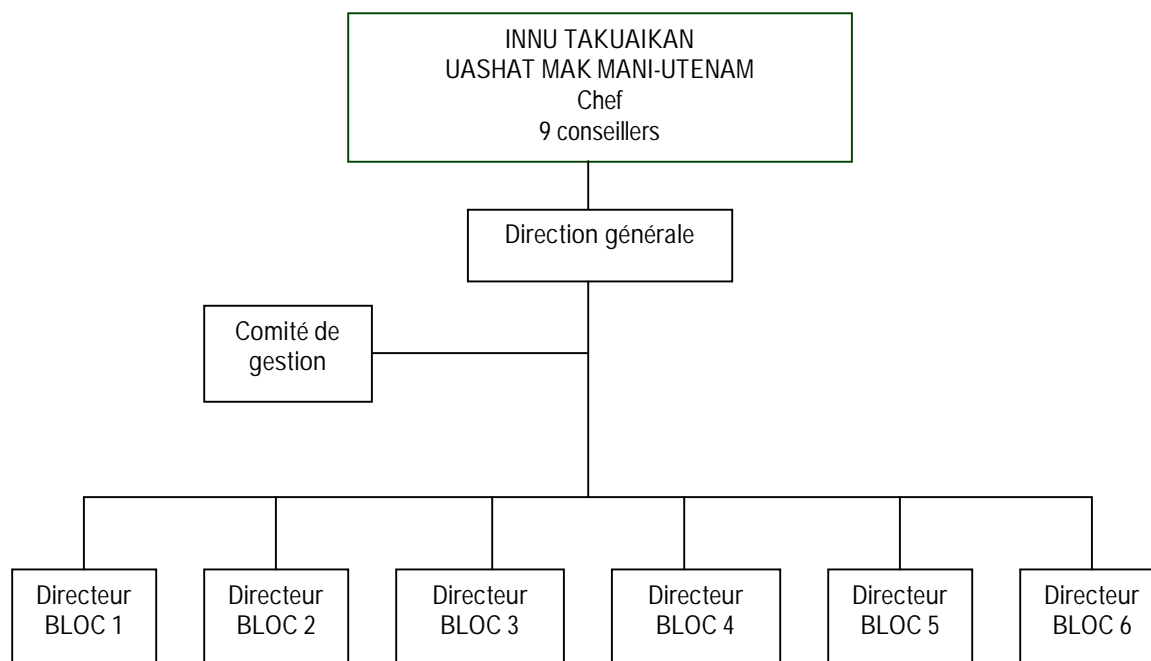 INNU TAKUAIKAN
UASHAT MAK MANI-UTENAM
Chef
9 conseillers
Direction générale
Comité de
gestion
Directeur
BLOC 1
Directeur
BLOC 2
Directeur
BLOC 3
Directeur
BLOC 4
Directeur
BLOC 5
Directeur
BLOC 6